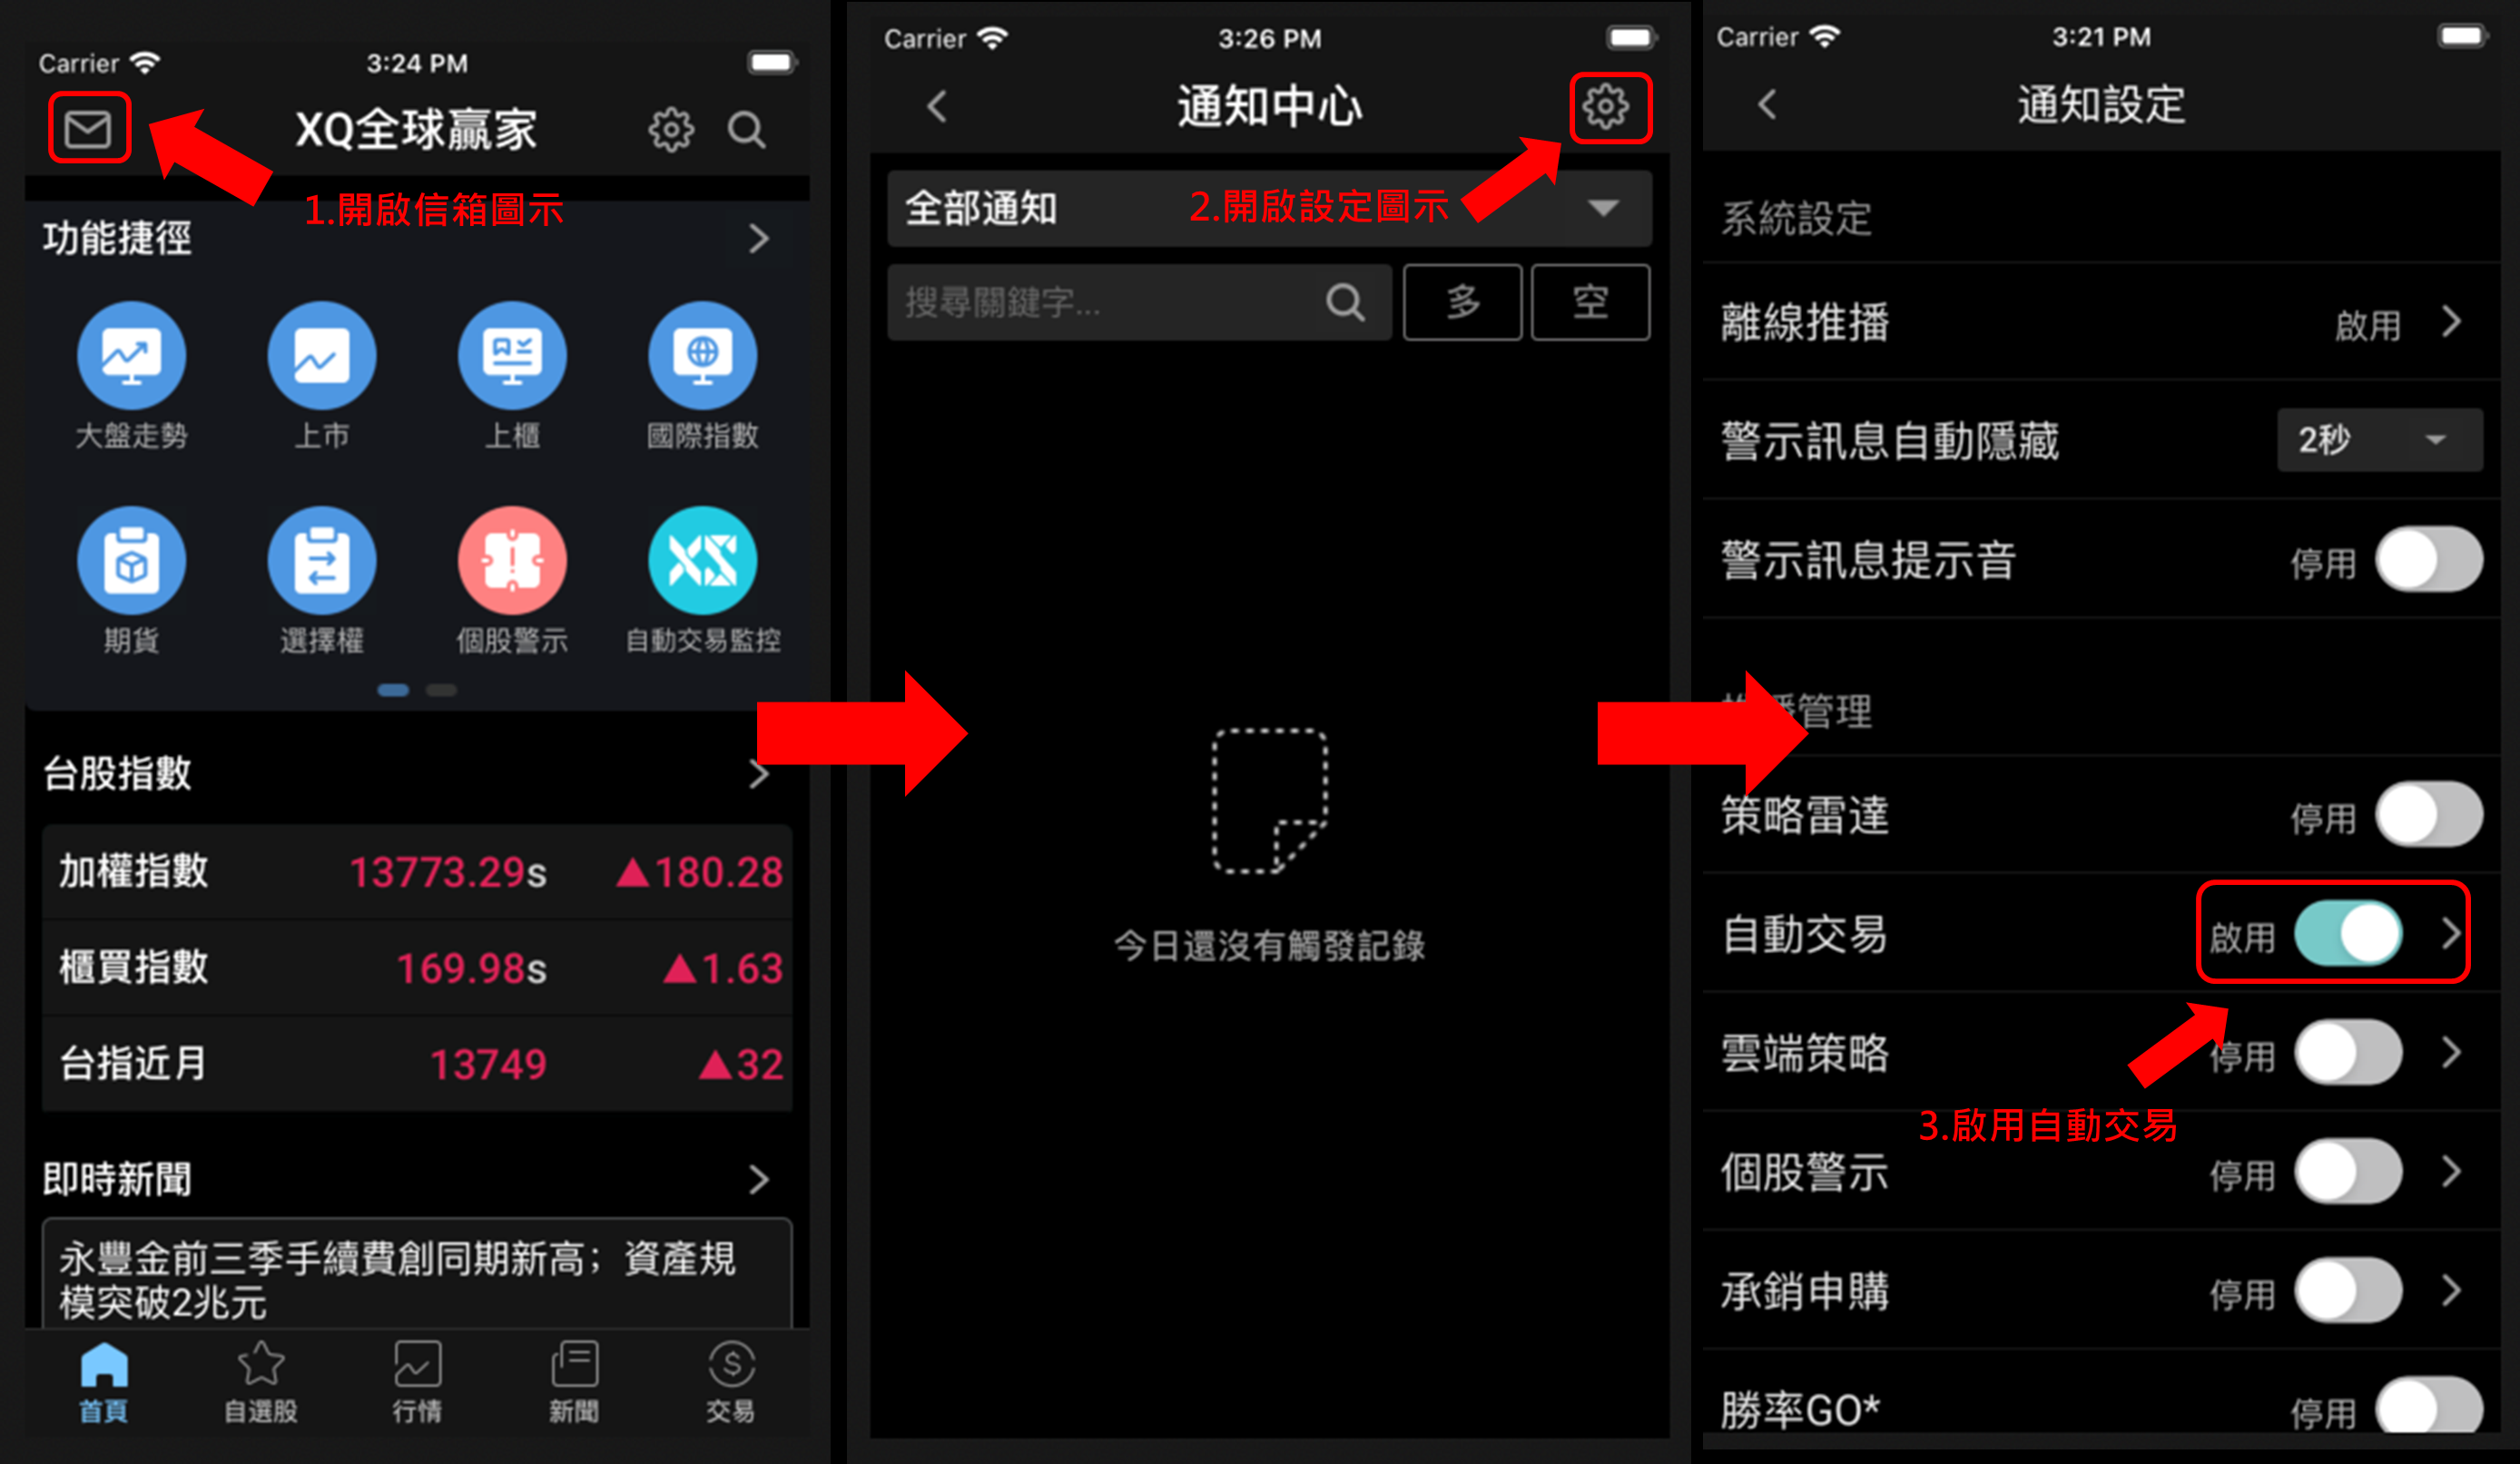 Carrier 3:24 PM
XQ全球贏家
1.開啟信箱圖示
功能捷徑
大盤走勢 上市 上櫃 國際指數
XS
期貨 選擇權 個股警示 自動交易監控
台股指數
加權指數 13773.29s ▲180.28
櫃買指數 169.98s ▲1.63
台指近月 13749 ▲32
即時新聞
永豐金前三季手續費創同期新高；資產規
模突破2兆元
首頁 自選股 行情 新聞 交易
Carrier 3:26 PM
通知中心
全部通知
2.開啟設定圖示
搜尋關鍵字... 多 空
今日還沒有觸發記錄
Carrier 3:21 PM
通知設定
系統設定
離線推播 啟用
警示訊息自動隱藏 2秒
警示訊息提示音 停用
管理
策略雷達 停用
自動交易 啟用
雲端策略 停用
3.啟用自動交易
個股警示 停用
承銷申購 停用
勝率GO* 停用